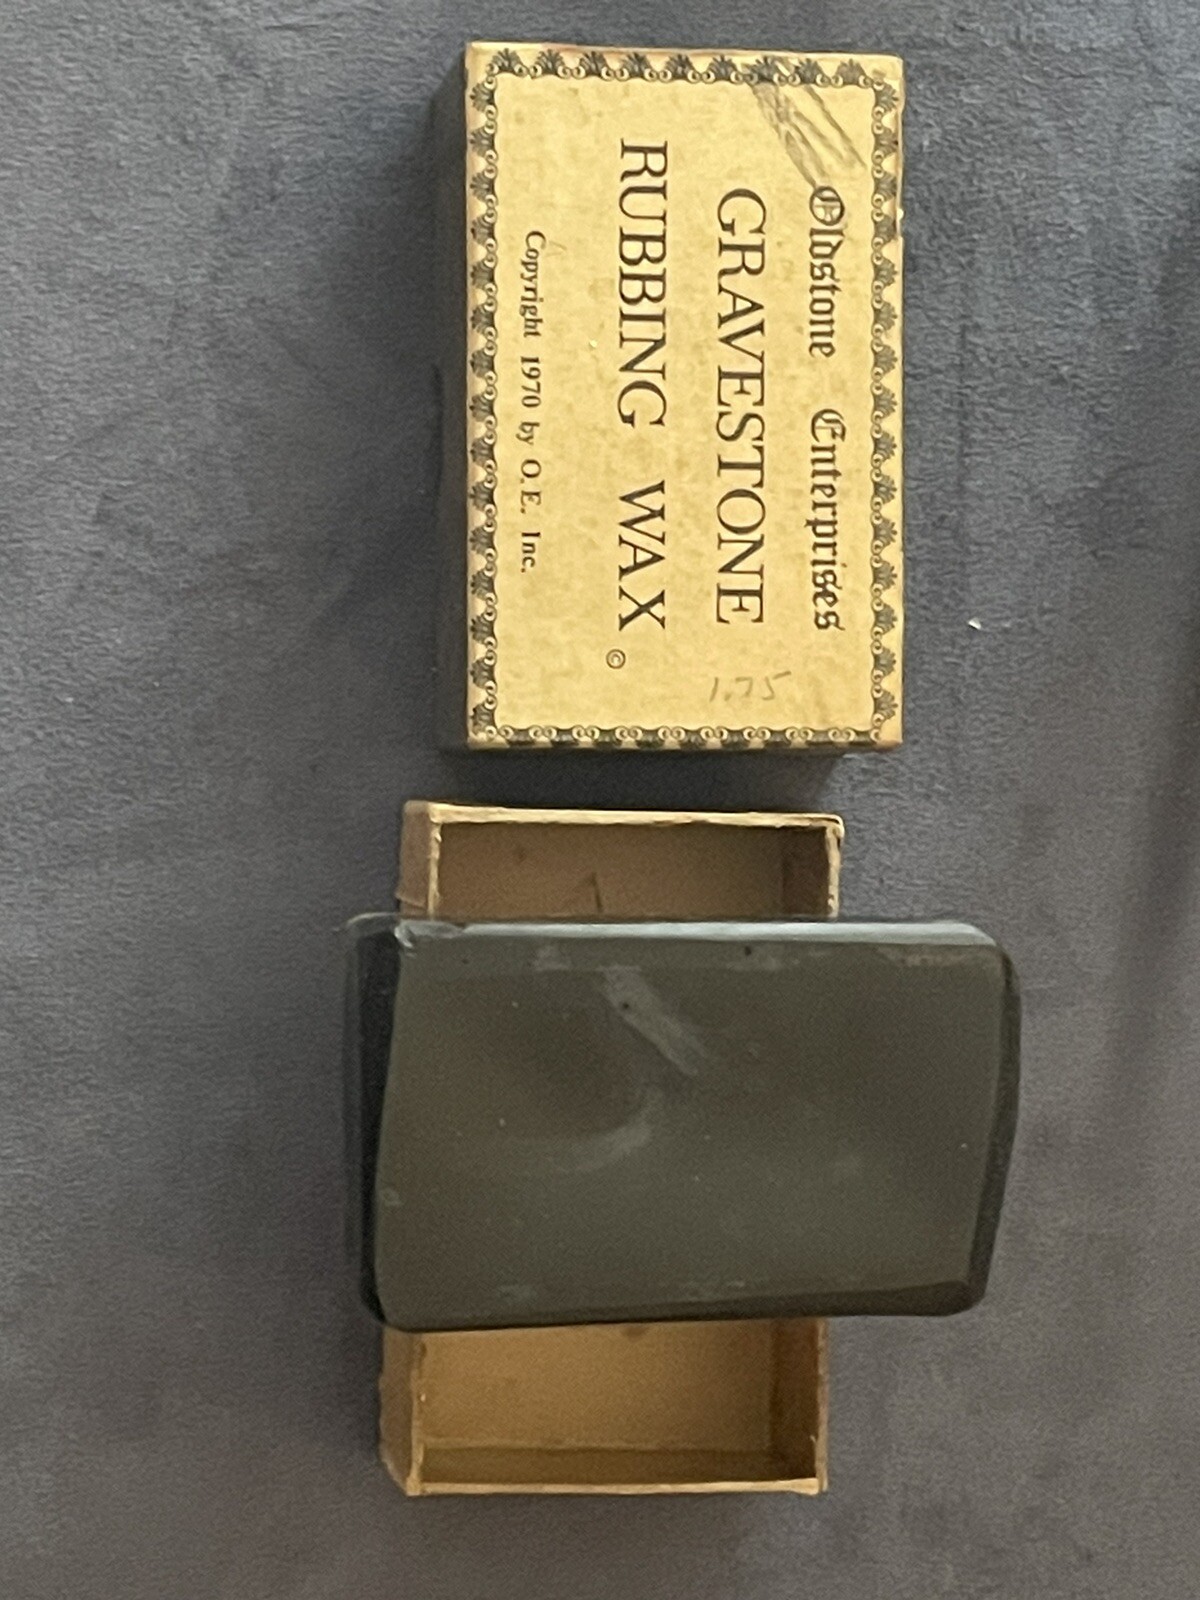 Oldstone Enterprises
GRAVESTONE
RUBBING WAX ©
Copyright 1970 by O. E. Inc.
1.75